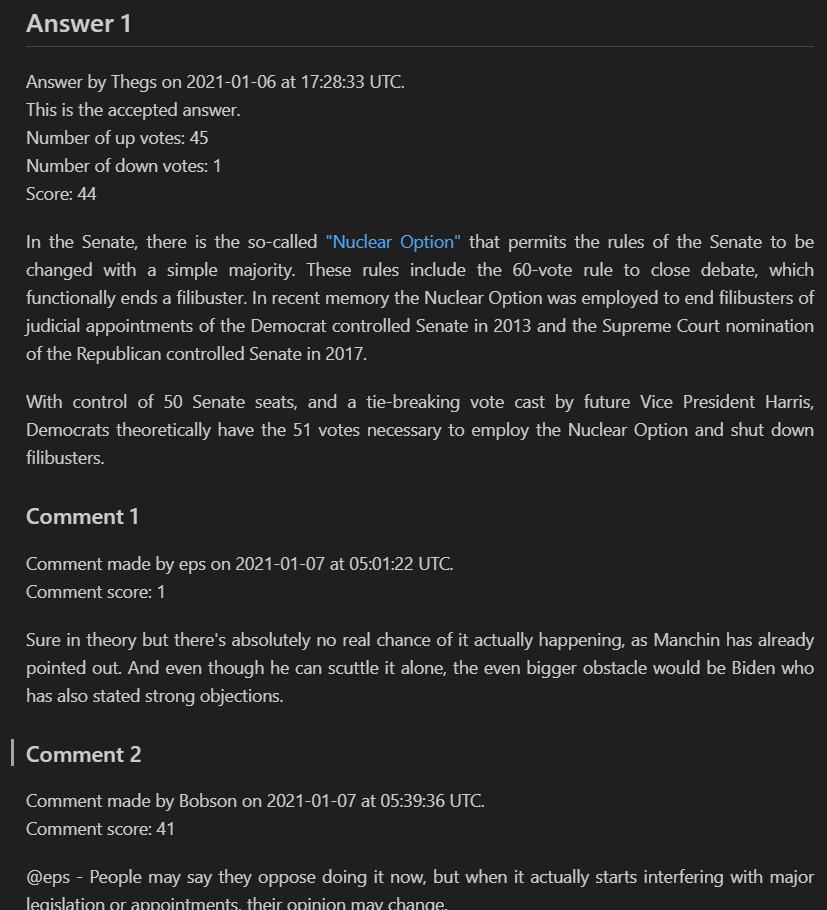 Answer 1
Answer by Thegs on 2021-01-06 at 17:28:33 UTC.
This is the accepted answer.
Number of up votes: 45
Number of down votes: 1
Score: 44
In the Senate, there is the so-called "Nuclear Option" that permits the rules of the Senate to be
changed with a simple majority. These rules include the 60-vote rule to close debate, which
functionally ends a filibuster. In recent memory the Nuclear Option was employed to end filibusters of
judicial appointments of the Democrat controlled Senate in 2013 and the Supreme Court nomination
of the Republican controlled Senate in 2017.
With control of 50 Senate seats, and a tie-breaking vote cast by future Vice President Harris,
Democrats theoretically have the 51 votes necessary to employ the Nuclear Option and shut down
filibusters.
Comment 1
Comment made by eps on 2021-01-07 at 05:01:22 UTC.
Comment score: 1
Sure in theory but there's absolutely no real chance of it actually happening, as Manchin has already
pointed out. And even though he can scuttle it alone, the even bigger obstacle would be Biden who
has also stated strong objections.
Comment 2
Comment made by Bobson on 2021-01-07 at 05:39:36 UTC.
Comment score: 41
@eps - People may say they oppose doing it now, but when it actually starts interfering with major
legislation or appointments, their opinion may change.